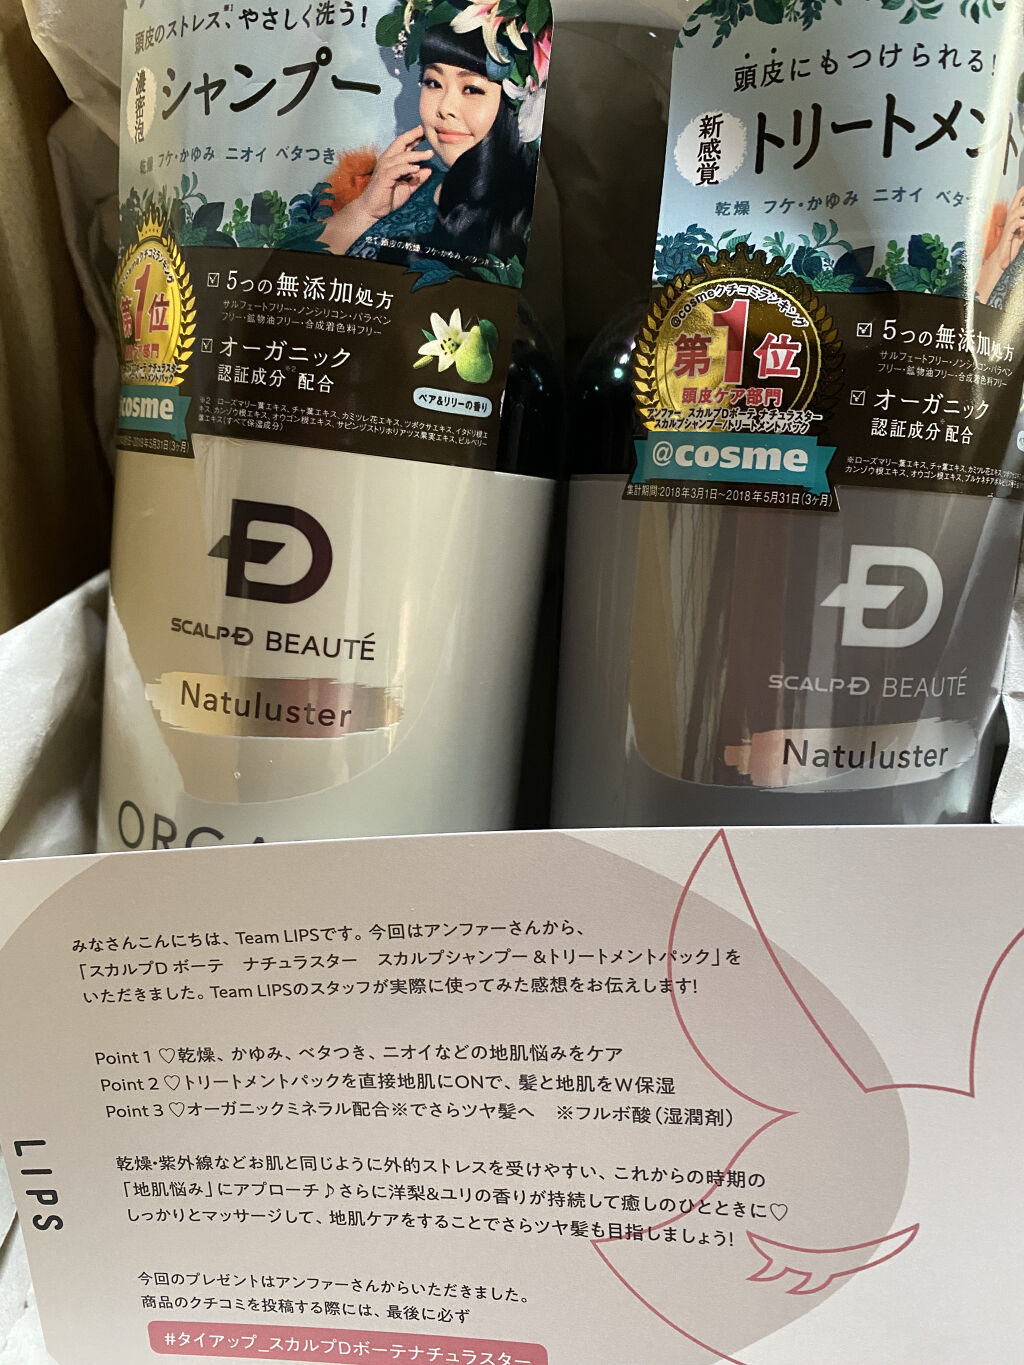 頭皮のストレス、やさしく洗う!
濃密泡
シャンプー
乾燥 フケ・かゆみ ニオイ ベタつき
第1位
@cosme
☑ 5つの無添加処方
サルフェートフリー・ノンシリコン・パラベン
フリー・鉱物油フリー・合成着色料フリー
☑ オーガニック
認証成分※2 配合
ペア&リリーの香り
SCALP-D BEAUTÉ
Natuluster
頭皮にもつけられる!
新感覚
トリートメン
乾燥 フケ・かゆみ ニオイ ベタ
@cosmeクチコミランキング
第1位
頭皮ケア部門
アンファー スカルプDボーテ ナチュラスター
スカルプシャンプー/トリートメントパック
@cosme
集計期間:2018年3月1日~2018年5月31日(3ヶ月)
☑ 5つの無添加処方
サルフェートフリー・ノンシリコン・パラベン
フリー・鉱物油フリー・合成着色料フリー
☑ オーガニック
認証成分※配合
SCALP-D BEAUTÉ
Natuluster
みなさんこんにちは、Team LIPSです。今回はアンファーさんから、
「スカルプD ボーテ　ナチュラスター　スカルプシャンプー &トリートメントパック」を
いただきました。Team LIPSのスタッフが実際に使ってみた感想をお伝えします!
Point 1 ♡乾燥、かゆみ、ベタつき、ニオイなどの地肌悩みをケア
Point 2 ♡トリートメントパックを直接地肌にONで、髪と地肌をW保湿
Point 3 ♡オーガニックミネラル配合※でさらツヤ髪へ　※フルボ酸(湿潤剤)
乾燥・紫外線などお肌と同じように外的ストレスを受けやすい、これからの時期の
「地肌悩み」にアプローチ♪さらに洋梨&ユリの香りが持続して癒しのひとときに♡
しっかりとマッサージして、地肌ケアをすることでさらツヤ髪も目指しましょう!
今回のプレゼントはアンファーさんからいただきました。
商品のクチコミを投稿する際には、最後に必ず
#タイアップ_スカルプDボーテナチュラスター
LIPS